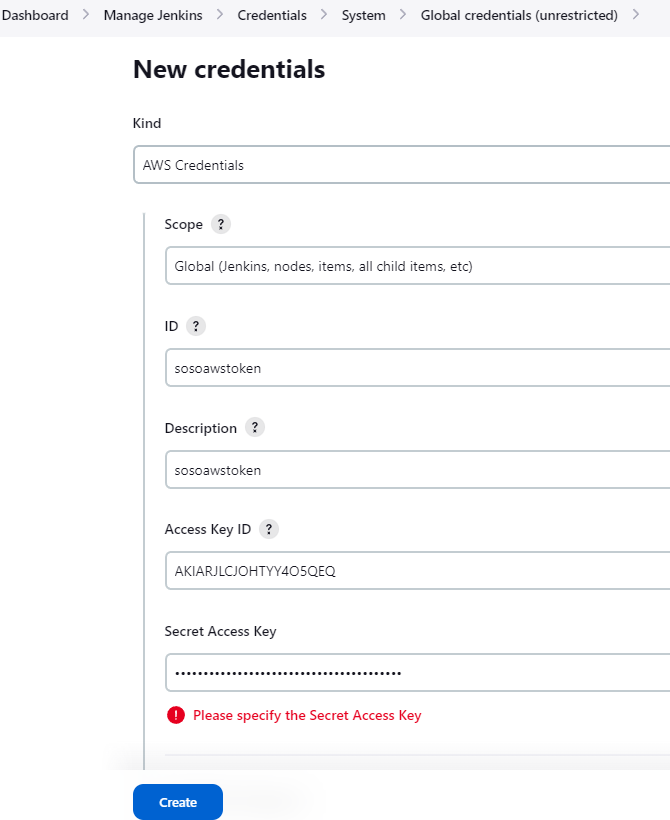 Dashboard > Manage Jenkins > Credentials > System > Global credentials (unrestricted) >
New credentials
Kind
AWS Credentials
Scope ?
Global (Jenkins, nodes, items, all child items, etc)
ID ?
sosoawstoken
Description ?
sosoawstoken
Access Key ID ?
AKIARJLCJOHTYY4O5QEQ
Secret Access Key
••••••••••••••••••••••••••••••••••••••••
! Please specify the Secret Access Key
Create